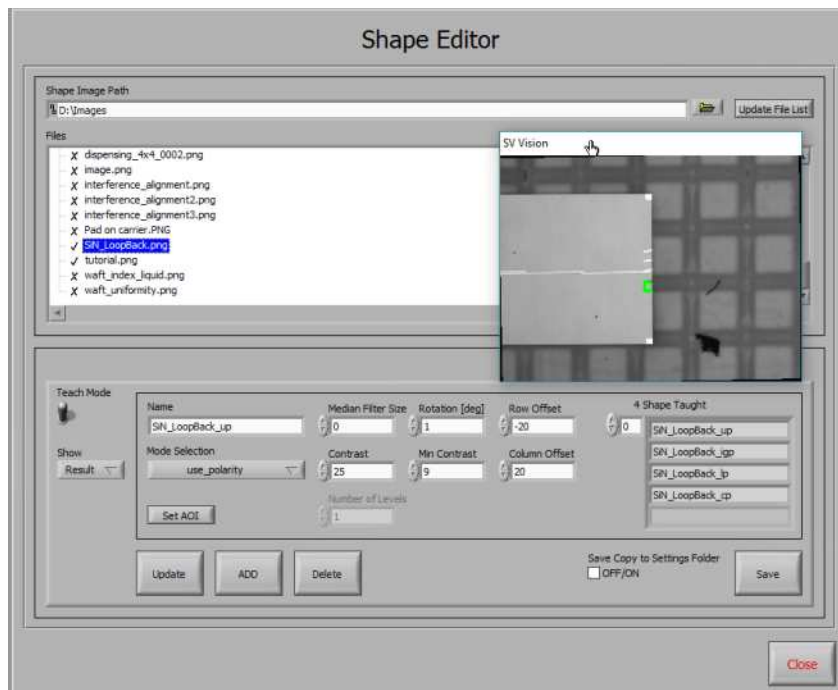 Shape Editor
Shape Image Path
D:\Images
Update File List
Files
SV Vision
x dispensing_4x4_0002.png
x image.png
x interference_alignment.png
x interference_alignment2.png
x interference_alignment3.png
x Pad on carrier.PNG
✓ SiN_LoopBack.png
✓ tutorial.png
x waft_index_liquid.png
x waft_uniformity.png
Teach Mode
Show
Result
Name
SiN_LoopBack_up
Mode Selection
use_polarity
Set AOI
Median Filter Size
0
Rotation [deg]
1
Row Offset
-20
Contrast
25
Min Contrast
9
Column Offset
20
Number of Levels
1
4 Shape Taught
0
SiN_LoopBack_up
SiN_LoopBack_igp
SiN_LoopBack_lp
SiN_LoopBack_cp
Update
ADD
Delete
Save Copy to Settings Folder
OFF/ON
Save
Close